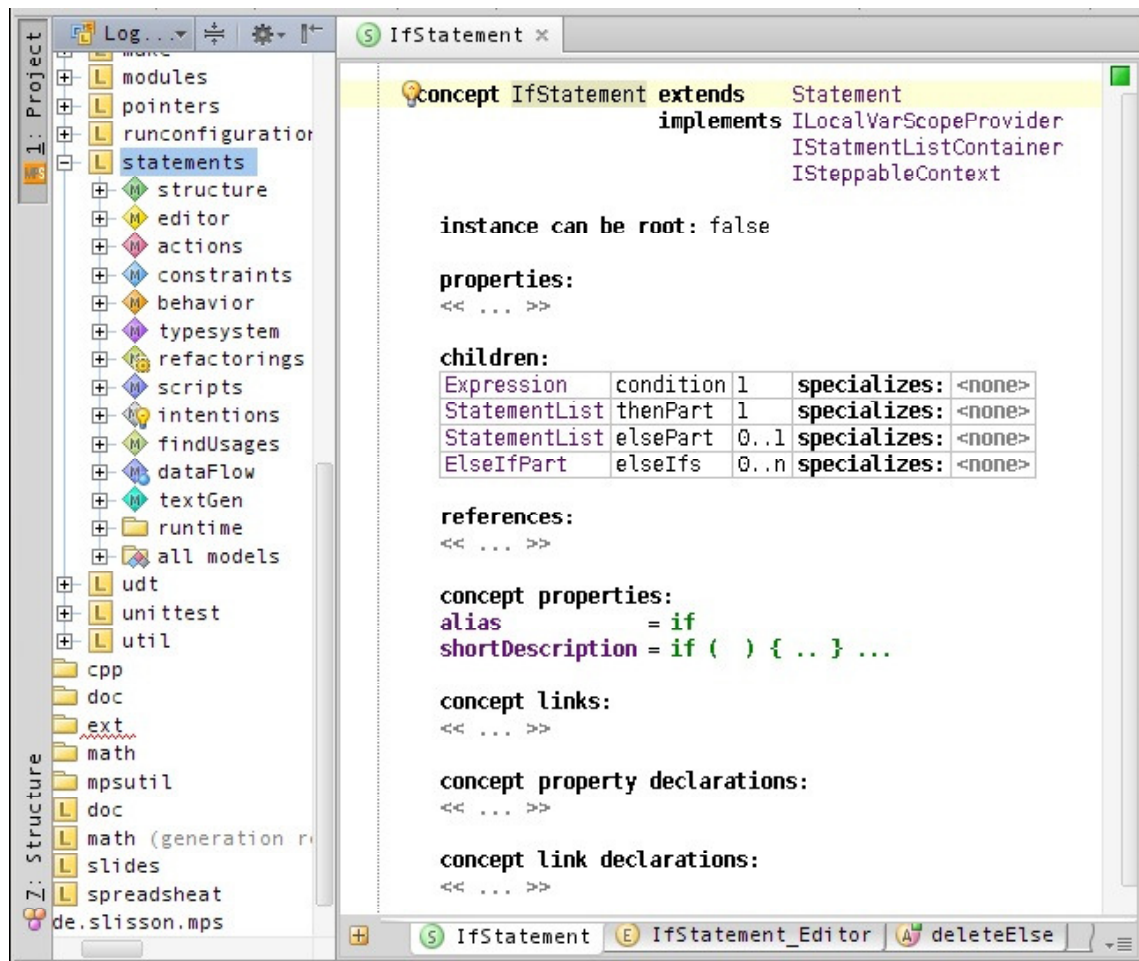 1: Project
7: Structure
Log...
make
modules
pointers
runconfiguration
statements
structure
editor
actions
constraints
behavior
typesystem
refactorings
scripts
intentions
findUsages
dataFlow
textGen
runtime
all models
udt
unittest
util
cpp
doc
ext
math
mpsutil
doc
math (generation r
slides
spreadsheat
de.slisson.mps
IfStatement
concept IfStatement extends Statement
implements ILocalVarScopeProvider
IStatmentListContainer
ISteppableContext
instance can be root: false
properties:
<< ... >>
children:
Expression condition 1 specializes: <none>
StatementList thenPart 1 specializes: <none>
StatementList elsePart 0..1 specializes: <none>
ElseIfPart elseIfs 0..n specializes: <none>
references:
<< ... >>
concept properties:
alias = if
shortDescription = if (  ) { .. } ...
concept links:
<< ... >>
concept property declarations:
<< ... >>
concept link declarations:
<< ... >>
IfStatement IfStatement_Editor deleteElse